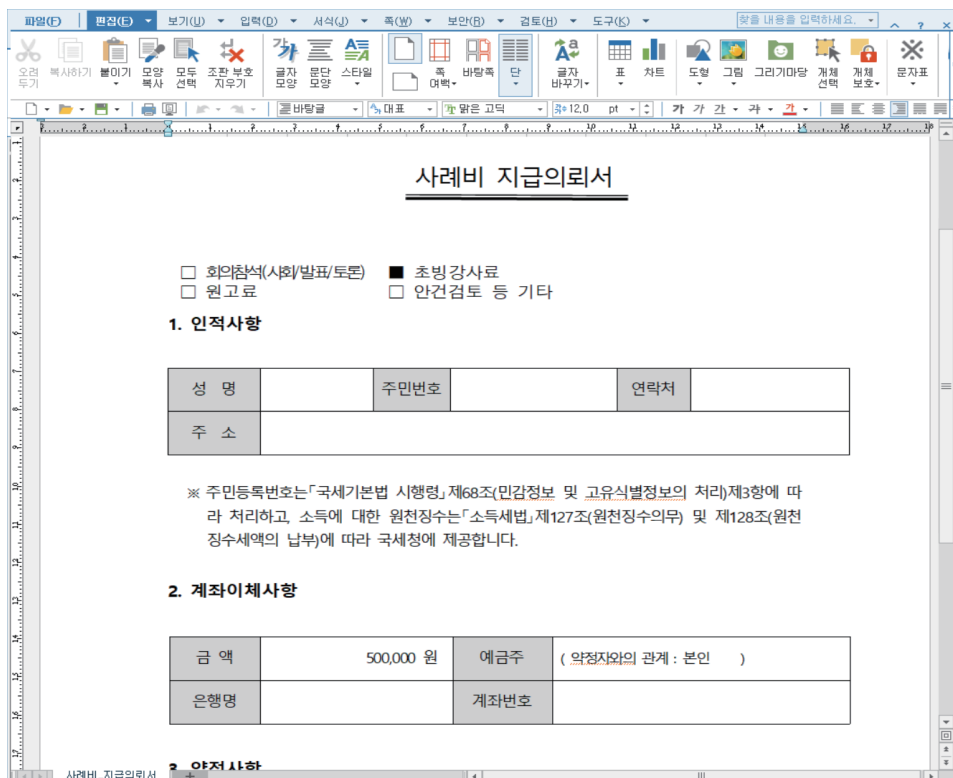 파일(F) 편집(E) 보기(U) 입력(D) 서식(J) 쪽(W) 보안(B) 검토(H) 도구(K) 찾을 내용을 입력하세요.
오려 두기 복사하기 붙이기 모양 복사 모두 선택 조판 부호 지우기 글자 모양 문단 모양 스타일 쪽 여백 바탕쪽 단 글자 바꾸기 표 차트 도형 그림 그리기마당 개체 선택 개체 보호 문자표
바탕글 대표 맑은 고딕 12.0 pt 가 가 가 가 가
사례비 지급의뢰서
□ 회의참석(사회/발표/토론) ■ 초빙강사료
□ 원고료 □ 안건검토 등 기타
1. 인적사항
성 명 주민번호 연락처
주 소
※ 주민등록번호는「국세기본법 시행령」제68조(민감정보 및 고유식별정보의 처리)제3항에 따
라 처리하고, 소득에 대한 원천징수는「소득세법」제127조(원천징수의무) 및 제128조(원천
징수세액의 납부)에 따라 국세청에 제공합니다.
2. 계좌이체사항
금 액 500,000 원 예금주 ( 약정자와의 관계 : 본인 )
은행명 계좌번호
3. 약정사항
사례비 지급의뢰서